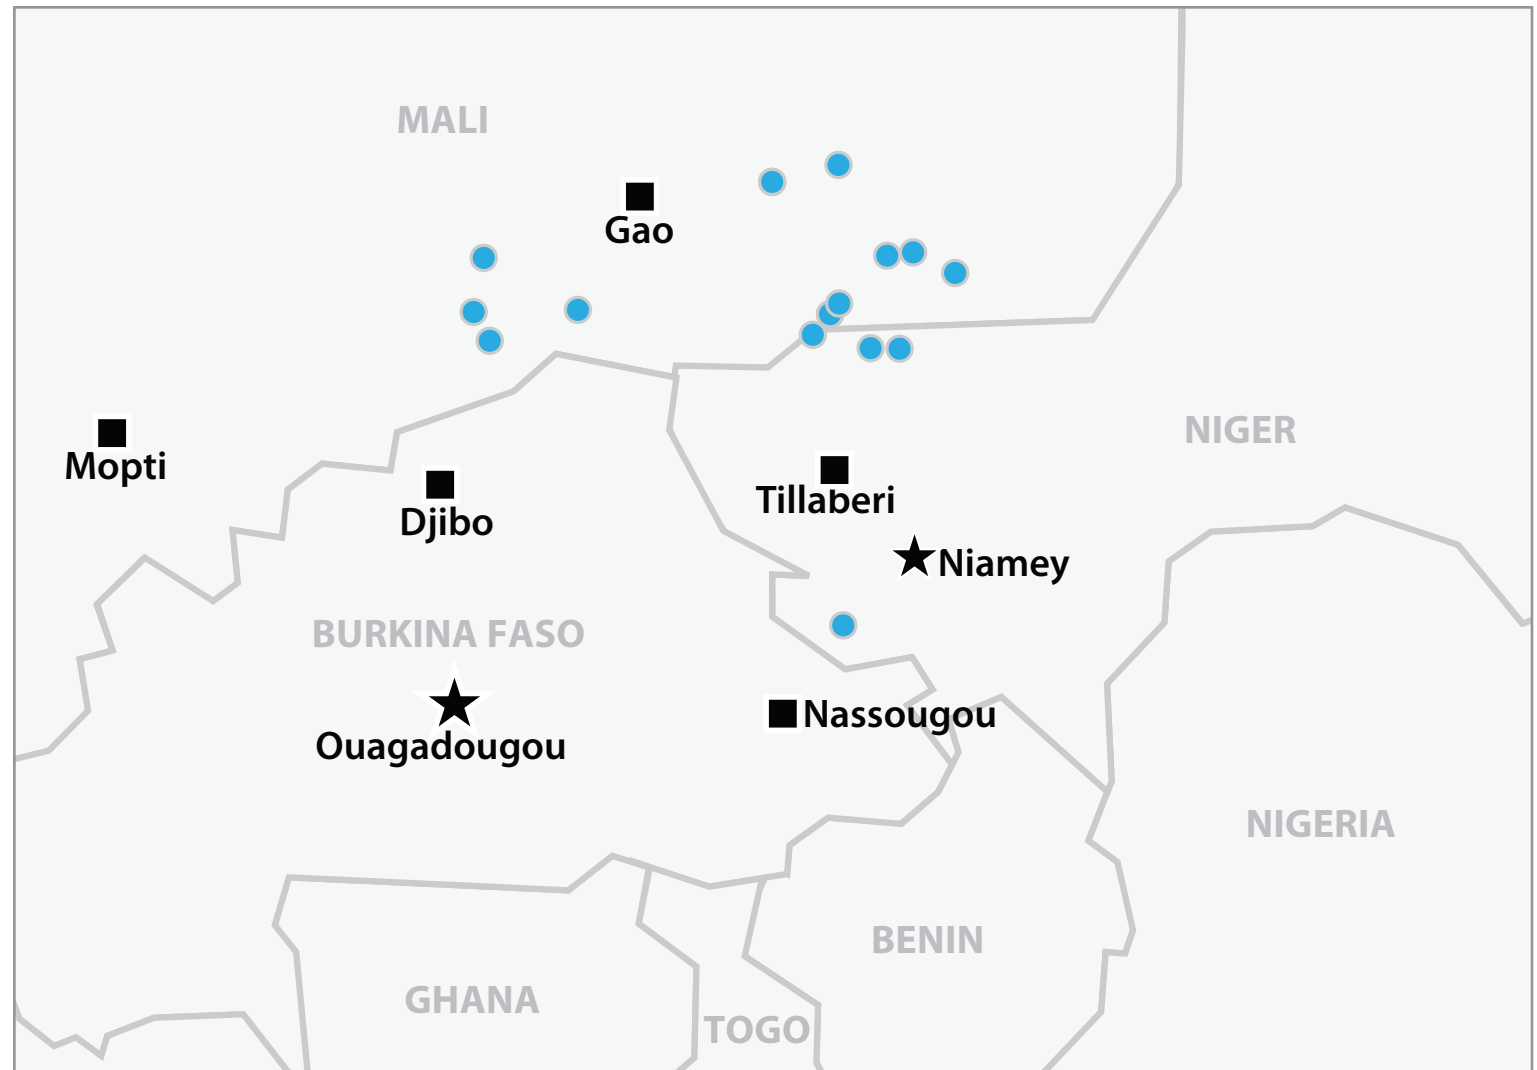 MALI
Gao
NIGER
Mopti
Tillaberi
Djibo
Niamey
BURKINA FASO
Nassougou
Ouagadougou
NIGERIA
BENIN
GHANA
TOGO